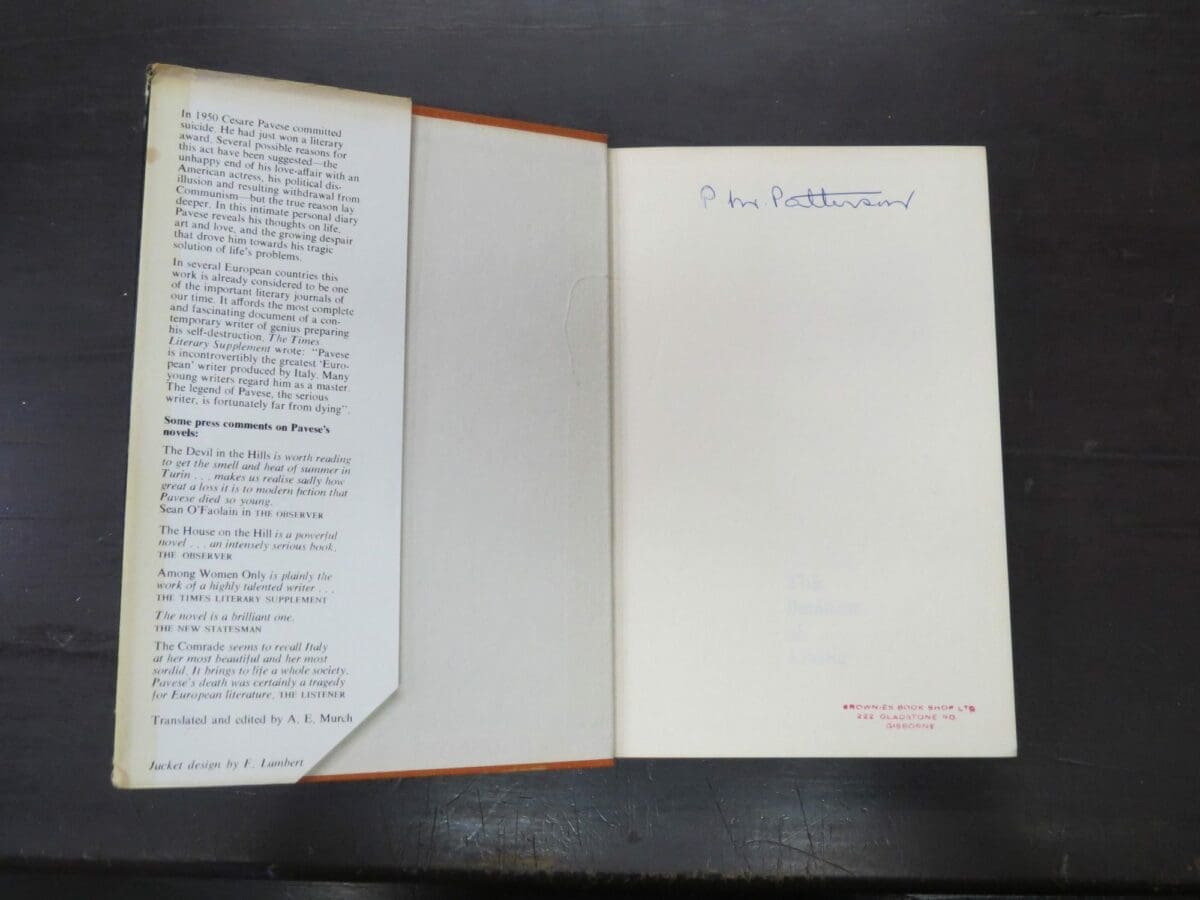 In 1950 Cesare Pavese committed
suicide. He had just won a literary
award. Several possible reasons for
this act have been suggested—the
unhappy end of his love-affair with an
American actress, his political dis-
illusion and resulting withdrawal from
Communism—but the true reason lay
deeper. In this intimate personal diary
Pavese reveals his thoughts on life,
art and love, and the growing despair
that drove him towards his tragic
solution of life's problems.
In several European countries this
work is already considered to be one
of the important literary journals of
our time. It affords the most complete
and fascinating document of a con-
temporary writer of genius preparing
his self-destruction. The Times
Literary Supplement wrote: "Pavese
is incontrovertibly the greatest 'Euro-
pean' writer produced by Italy. Many
young writers regard him as a master.
The legend of Pavese, the serious
writer, is fortunately far from dying".
Some press comments on Pavese's
novels:
The Devil in the Hills is worth reading
to get the smell and heat of summer in
Turin . . . makes us realise sadly how
great a loss it is to modern fiction that
Pavese died so young.
Sean O'Faolain in THE OBSERVER
The House on the Hill is a powerful
novel . . . an intensely serious book.
THE OBSERVER
Among Women Only is plainly the
work of a highly talented writer . . .
THE TIMES LITERARY SUPPLEMENT
The novel is a brilliant one.
THE NEW STATESMAN
The Comrade seems to recall Italy
at her most beautiful and her most
sordid. It brings to life a whole society.
Pavese's death was certainly a tragedy
for European literature. THE LISTENER
Translated and edited by A. E. Murch
Jacket design by F. Lambert
P M. Patterson
BROWNIES BOOK SHOP LTD
222 GLADSTONE RD.
GISBORNE